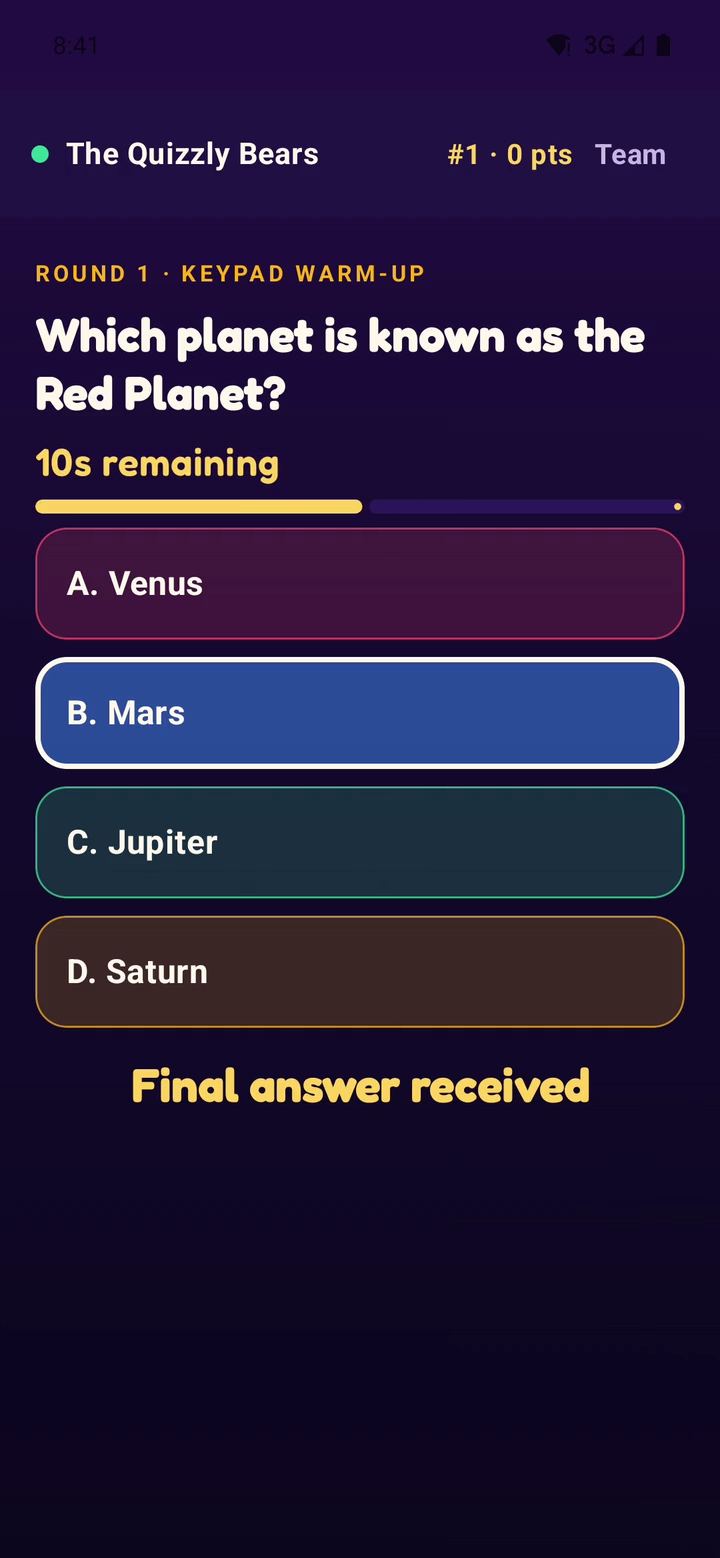 8:41 3G
The Quizzly Bears #1 · 0 pts Team
ROUND 1 · KEYPAD WARM-UP
Which planet is known as the
Red Planet?
10s remaining
A. Venus
B. Mars
C. Jupiter
D. Saturn
Final answer received